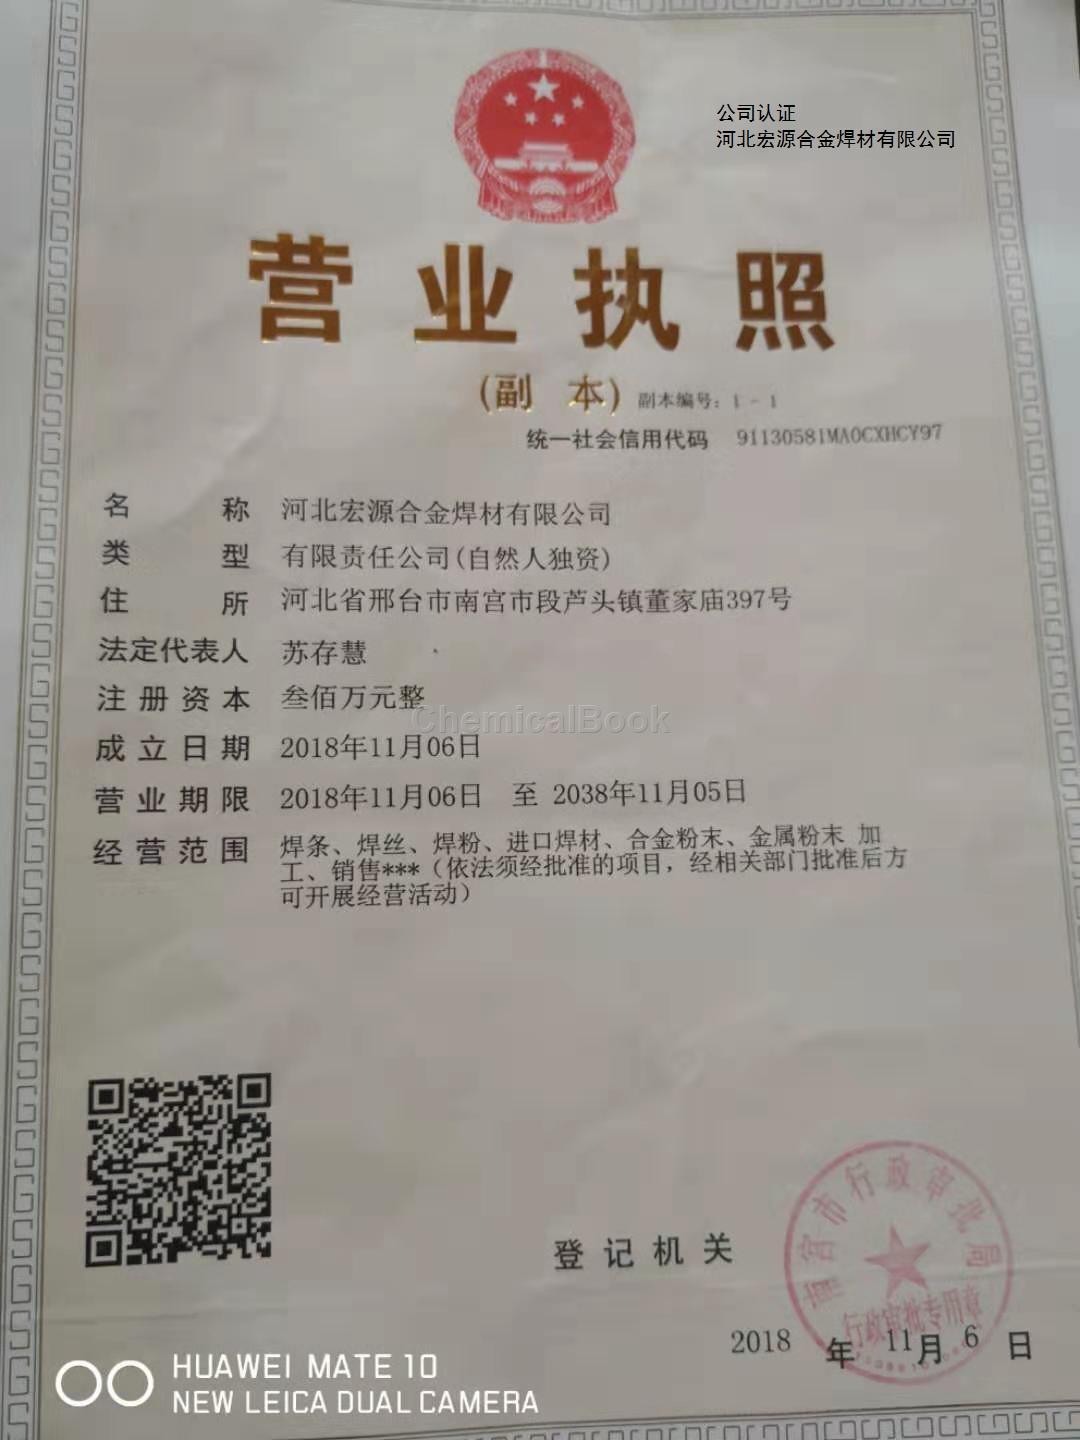 公司认证
河北宏源合金焊材有限公司
营业执照
(副 本) 副本编号：1－1
统一社会信用代码 91130581MA0CXHCY97
名称 河北宏源合金焊材有限公司
类型 有限责任公司(自然人独资)
住所 河北省邢台市南宫市段芦头镇董家庙397号
法定代表人 苏存慧
注册资本 叁佰万元整
ChemicalBook
成立日期 2018年11月06日
营业期限 2018年11月06日 至 2038年11月05日
经营范围 焊条、焊丝、焊粉、进口焊材、合金粉末、金属粉末 加
工、销售***（依法须经批准的项目，经相关部门批准后方
可开展经营活动）
登记机关
南宫市行政审批局
行政审批专用章
2018 年 11 月 6 日
HUAWEI MATE 10
NEW LEICA DUAL CAMERA